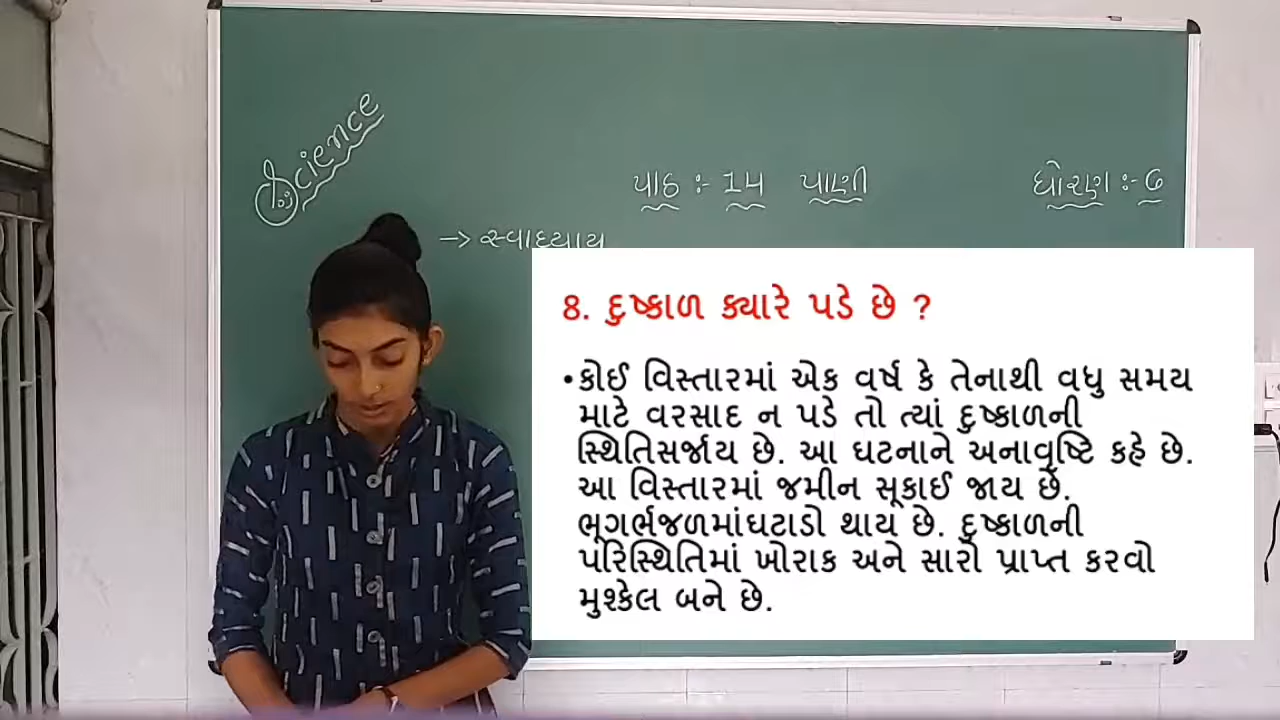 Science
પાઠ :- 14 પાણી
ધોરણ :- 6
→ સ્વાધ્યાય
8. દુષ્કાળ ક્યારે પડે છે ?
•કોઈ વિસ્તારમાં એક વર્ષ કે તેનાથી વધુ સમય
માટે વરસાદ ન પડે તો ત્યાં દુષ્કાળની
સ્થિતિસર્જાય છે. આ ઘટનાને અનાવૃષ્ટિ કહે છે.
આ વિસ્તારમાં જમીન સૂકાઈ જાય છે.
ભૂગર્ભજળમાંઘટાડો થાય છે. દુષ્કાળની
પરિસ્થિતિમાં ખોરાક અને સારો પ્રાપ્ત કરવો
મુશ્કેલ બને છે.